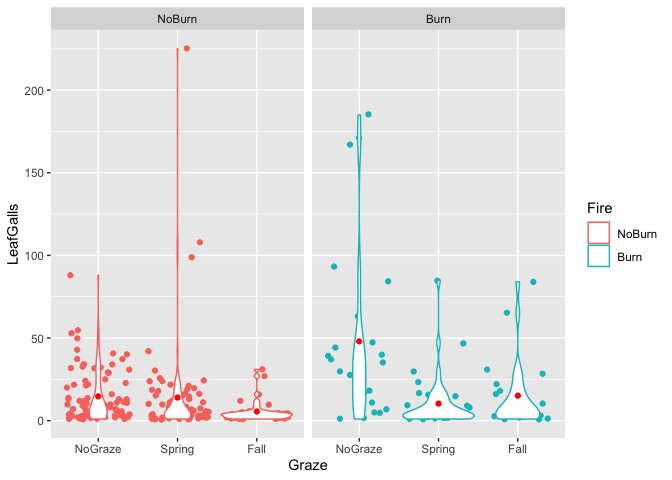 NoBurn
Burn
LeafGalls
200
150
100
50
0
NoGraze
Spring
Fall
NoGraze
Spring
Fall
Graze
Fire
NoBurn
Burn